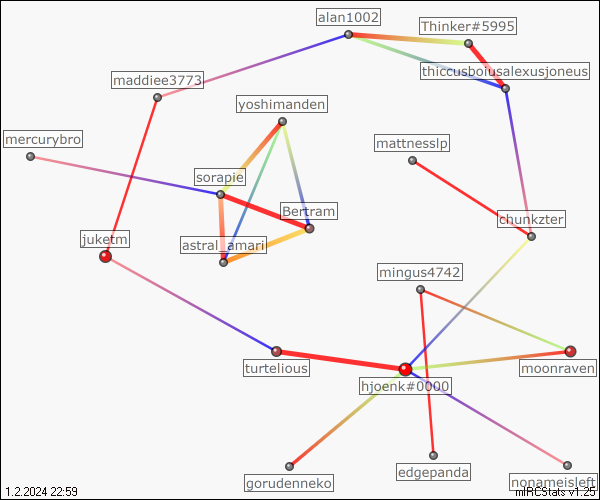 alan1002
Thinker#5995
thiccusboiusalexusjoneus
maddiee3773
yoshimanden
mercurybro
mattnesslp
sorapie
Bertram
chunkzter
juketm
astral_amari
mingus4742
turtelious
moonraven
hjoenk#0000
gorudenneko
edgepanda
nonameisleft
1.2.2024 22:59
mIRCStats v1.25